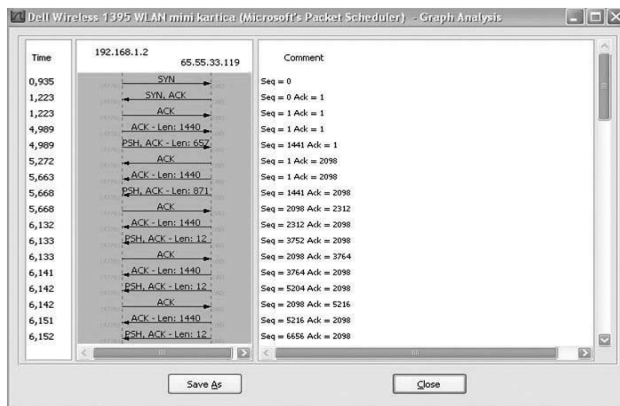 Dell Wireless 1395 WLAN mini kartica (Microsoft's Packet Scheduler) - Graph Analysis
Time 192.168.1.2 65.55.33.119 Comment
0,935 SYN Seq = 0
1,223 SYN, ACK Seq = 0 Ack = 1
1,223 ACK Seq = 1 Ack = 1
4,989 ACK - Len: 1440 Seq = 1 Ack = 1
4,989 PSH, ACK - Len: 657 Seq = 1441 Ack = 1
5,272 ACK Seq = 1 Ack = 2098
5,663 ACK - Len: 1440 Seq = 1 Ack = 2098
5,668 PSH, ACK - Len: 871 Seq = 1441 Ack = 2098
5,668 ACK Seq = 2098 Ack = 2312
6,132 ACK - Len: 1440 Seq = 2312 Ack = 2098
6,133 PSH, ACK - Len: 12 Seq = 3752 Ack = 2098
6,133 ACK Seq = 2098 Ack = 3764
6,141 ACK - Len: 1440 Seq = 3764 Ack = 2098
6,142 PSH, ACK - Len: 12 Seq = 5204 Ack = 2098
6,142 ACK Seq = 2098 Ack = 5216
6,151 ACK - Len: 1440 Seq = 5216 Ack = 2098
6,152 PSH, ACK - Len: 12 Seq = 6656 Ack = 2098
Save As Close